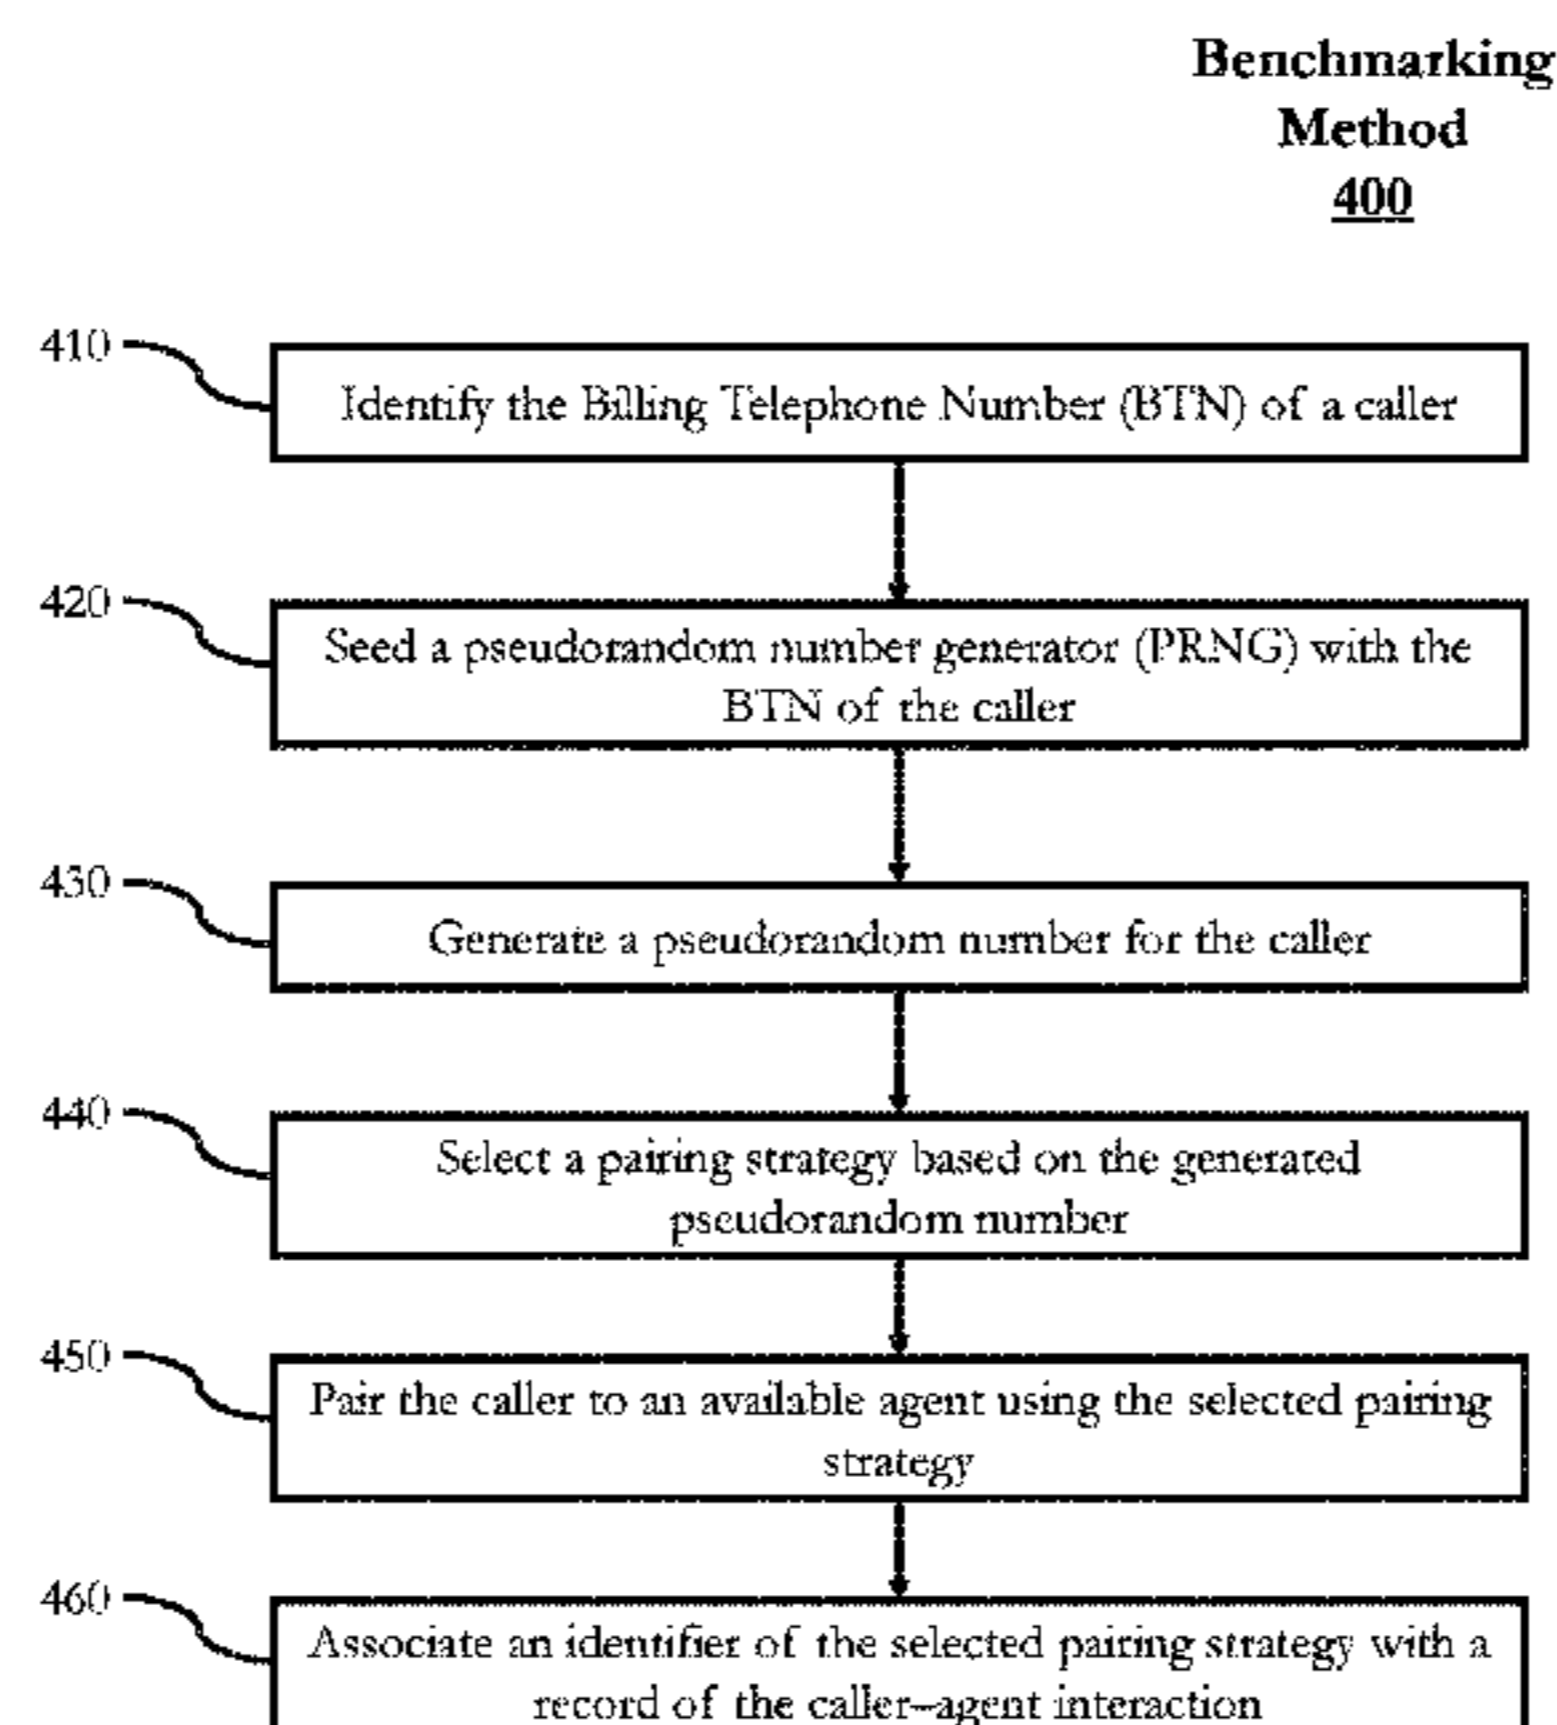 Benchmarking
Method
400
410
Identify the Billing Telephone Number (BTN) of a caller
420
Seed a pseudorandom number generator (PRNG) with the
BTN of the caller
430
Generate a pseudorandom number for the caller
440
Select a pairing strategy based on the generated
pseudorandom number
450
Pair the caller to an available agent using the selected pairing
strategy
460
Associate an identifier of the selected pairing strategy with a
record of the caller–agent interaction